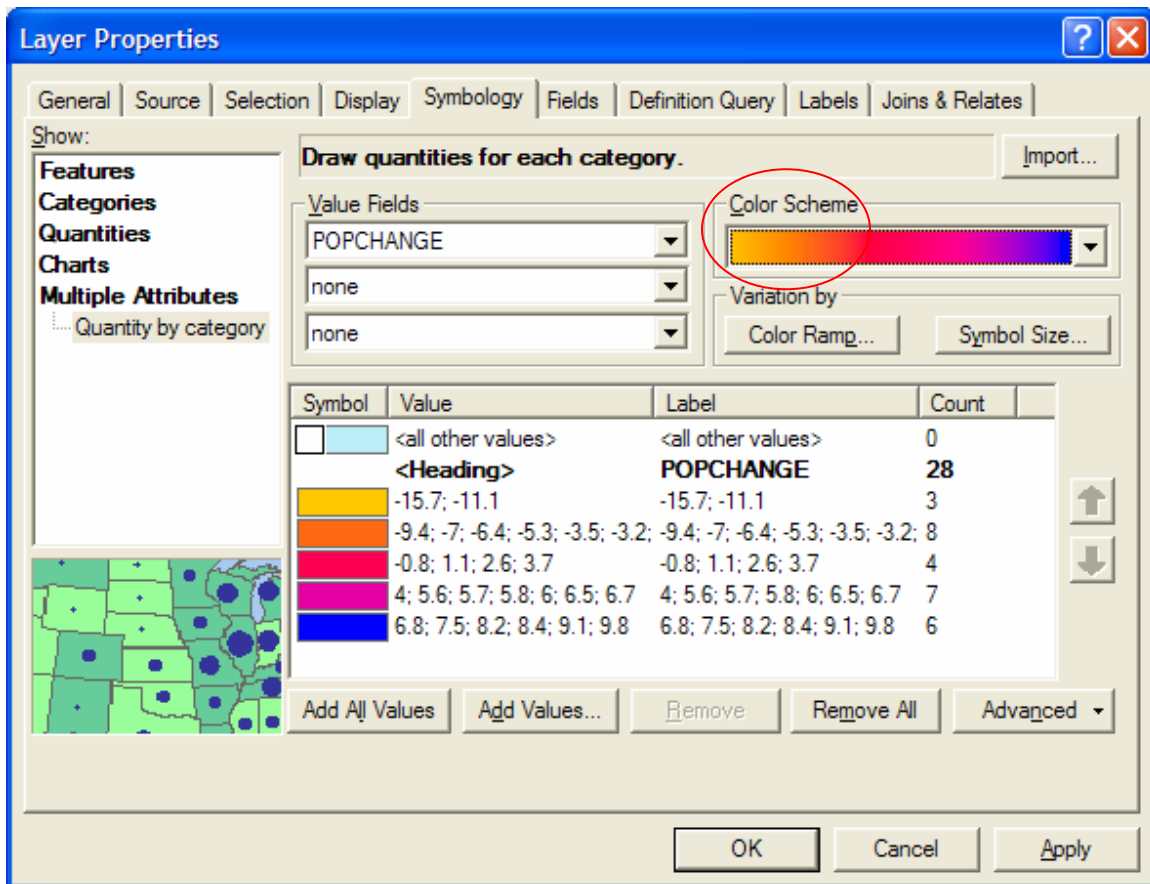 Layer Properties
General Source Selection Display Symbology Fields Definition Query Labels Joins & Relates
Show:
Features
Categories
Quantities
Charts
Multiple Attributes
Quantity by category
Draw quantities for each category.
Import...
Value Fields
POPCHANGE
none
none
Color Scheme
Variation by
Color Ramp... Symbol Size...
Symbol Value Label Count
<all other values> <all other values> 0
<Heading> POPCHANGE 28
-15.7; -11.1 -15.7; -11.1 3
-9.4; -7; -6.4; -5.3; -3.5; -3.2; -9.4; -7; -6.4; -5.3; -3.5; -3.2; 8
-0.8; 1.1; 2.6; 3.7 -0.8; 1.1; 2.6; 3.7 4
4; 5.6; 5.7; 5.8; 6; 6.5; 6.7 4; 5.6; 5.7; 5.8; 6; 6.5; 6.7 7
6.8; 7.5; 8.2; 8.4; 9.1; 9.8 6.8; 7.5; 8.2; 8.4; 9.1; 9.8 6
Add All Values Add Values... Remove Remove All Advanced
OK Cancel Apply